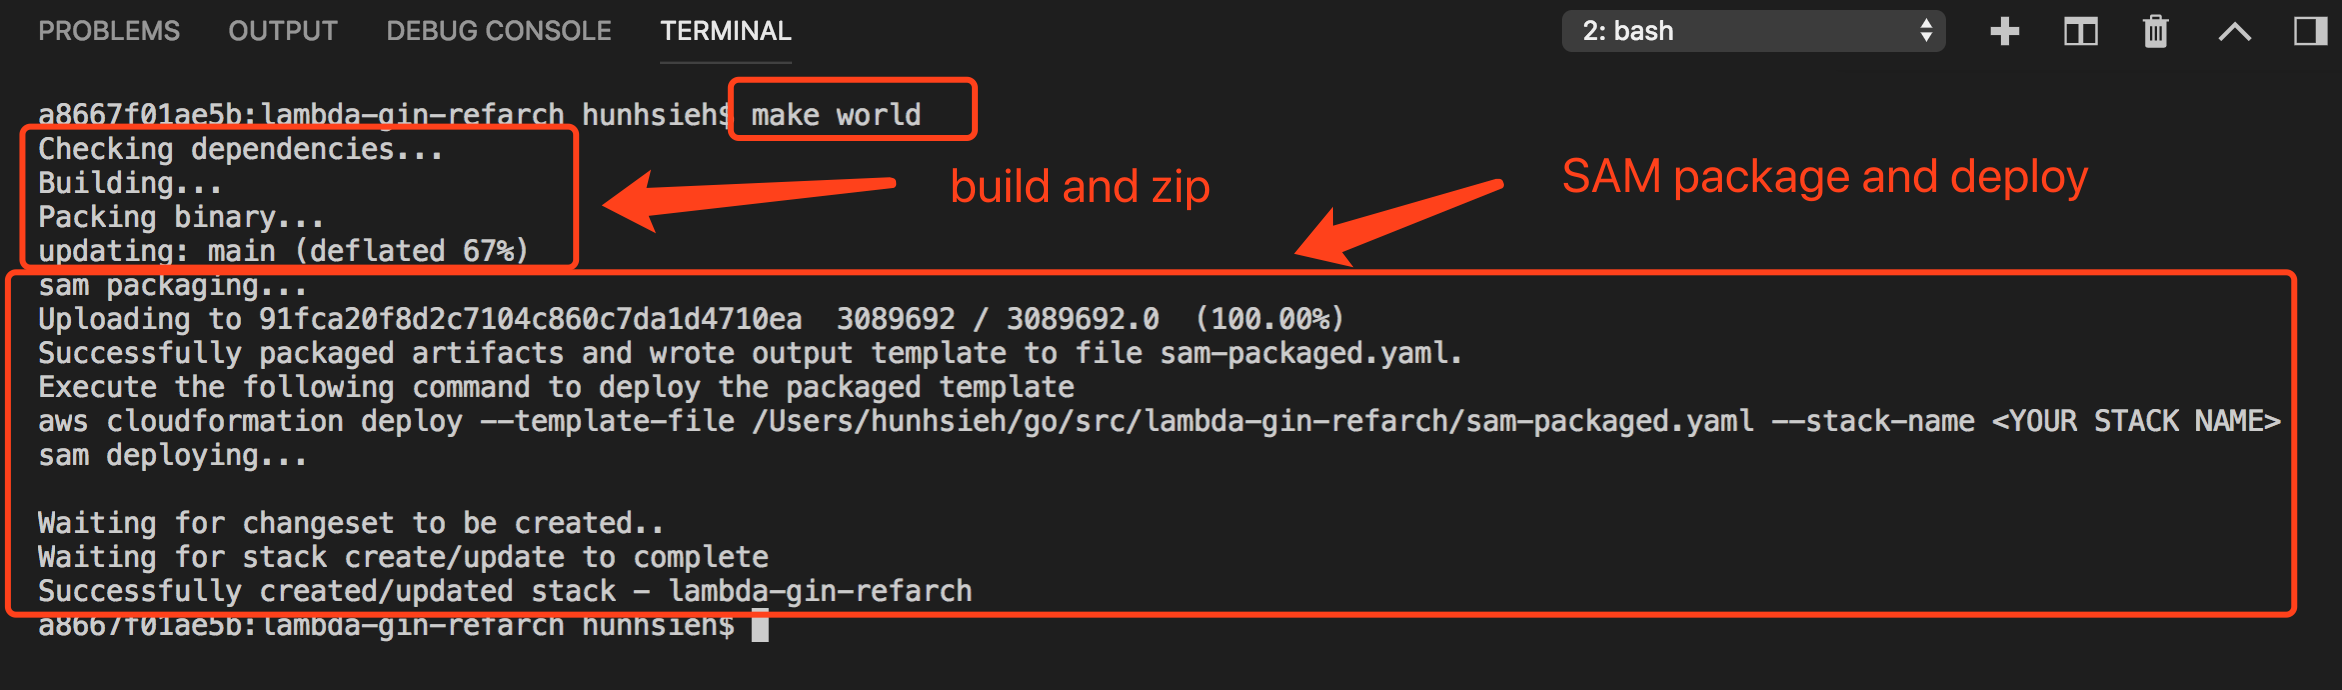 PROBLEMS OUTPUT DEBUG CONSOLE TERMINAL 2: bash
a8667f01ae5b:lambda-gin-refarch hunhsieh$ make world
Checking dependencies...
Building...
Packing binary...
updating: main (deflated 67%)
build and zip
SAM package and deploy
sam packaging...
Uploading to 91fca20f8d2c7104c860c7da1d4710ea  3089692 / 3089692.0  (100.00%)
Successfully packaged artifacts and wrote output template to file sam-packaged.yaml.
Execute the following command to deploy the packaged template
aws cloudformation deploy --template-file /Users/hunhsieh/go/src/lambda-gin-refarch/sam-packaged.yaml --stack-name <YOUR STACK NAME>
sam deploying...
Waiting for changeset to be created..
Waiting for stack create/update to complete
Successfully created/updated stack - lambda-gin-refarch
a8667f01ae5b:lambda-gin-refarch hunhsieh$